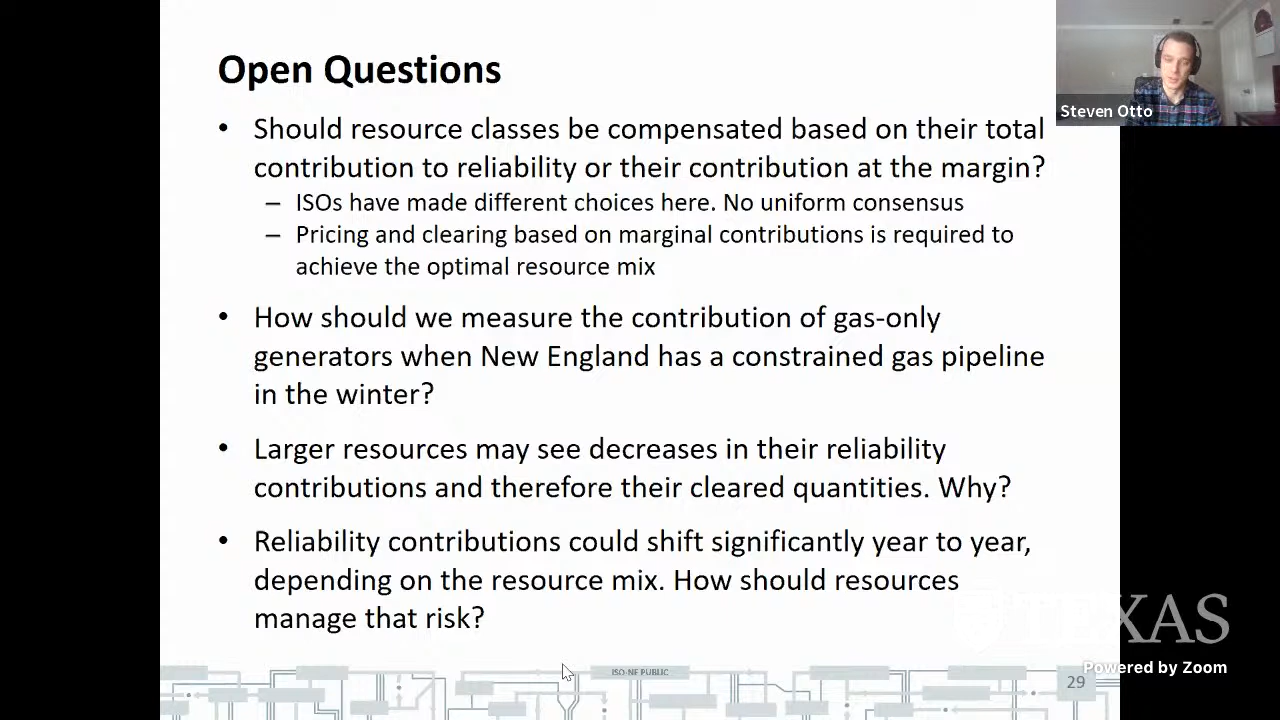 Open Questions
• Should resource classes be compensated based on their total
contribution to reliability or their contribution at the margin?
– ISOs have made different choices here. No uniform consensus
– Pricing and clearing based on marginal contributions is required to
achieve the optimal resource mix
• How should we measure the contribution of gas-only
generators when New England has a constrained gas pipeline
in the winter?
• Larger resources may see decreases in their reliability
contributions and therefore their cleared quantities. Why?
• Reliability contributions could shift significantly year to year,
depending on the resource mix. How should resources
manage that risk?
ISO-NE PUBLIC
29
Steven Otto
TEXAS
Powered by Zoom